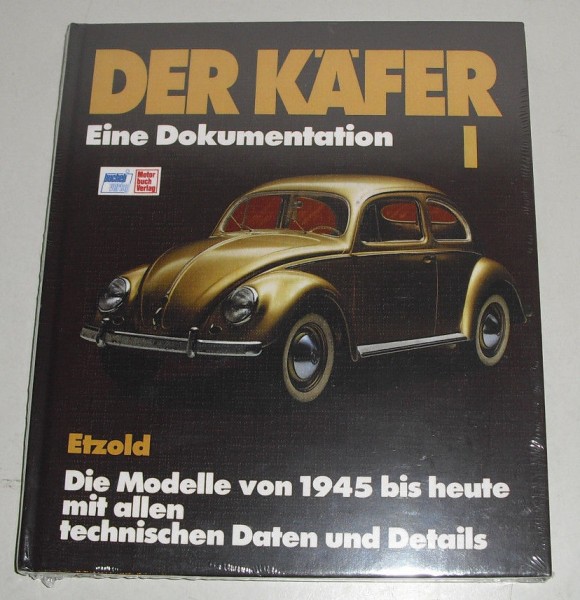 DER KÄFER
Eine Dokumentation
I
Motor
buch
Verlag
Etzold
Die Modelle von 1945 bis heute
mit allen
technischen Daten und Details